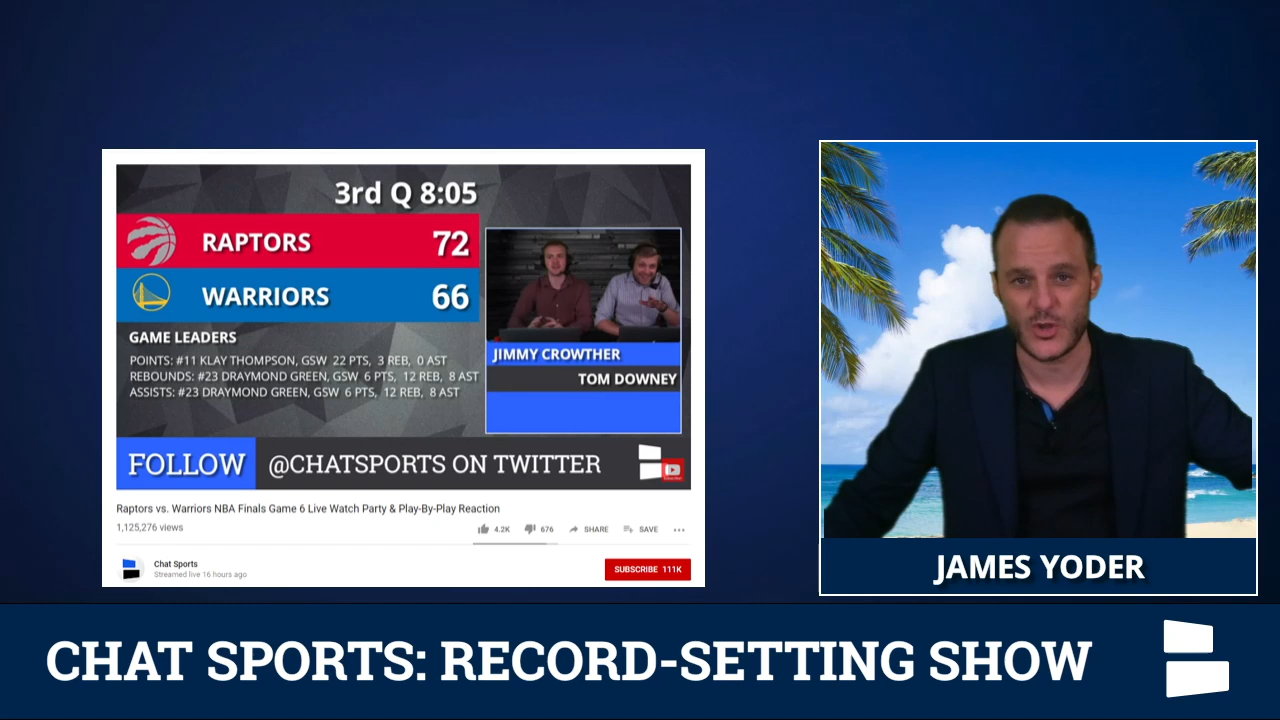 3rd Q 8:05
RAPTORS 72
WARRIORS 66
GAME LEADERS
POINTS: #11 KLAY THOMPSON, GSW 22 PTS, 3 REB, 0 AST
REBOUNDS: #23 DRAYMOND GREEN, GSW 6 PTS, 12 REB, 8 AST
ASSISTS: #23 DRAYMOND GREEN, GSW 6 PTS, 12 REB, 8 AST
JIMMY CROWTHER
TOM DOWNEY
FOLLOW @CHATSPORTS ON TWITTER
Raptors vs. Warriors NBA Finals Game 6 Live Watch Party & Play-By-Play Reaction
1,125,276 views 4.2K 676 SHARE SAVE
Chat Sports
Streamed live 16 hours ago
SUBSCRIBE 111K
JAMES YODER
CHAT SPORTS: RECORD-SETTING SHOW